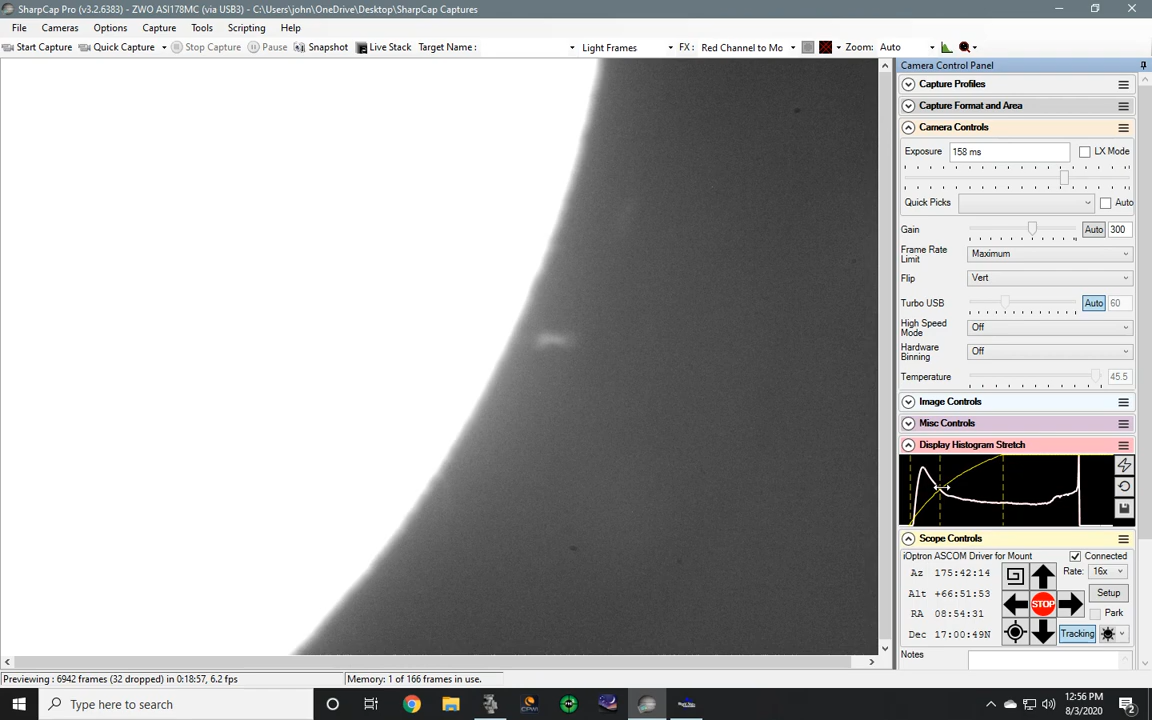 SharpCap Pro (v3.2.6383) - ZWO ASI178MC (via USB3) - C:\Users\john\OneDrive\Desktop\SharpCap Captures
File Cameras Options Capture Tools Scripting Help
Start Capture Quick Capture Stop Capture Pause Snapshot Live Stack Target Name : Light Frames FX : Red Channel to Mo Zoom: Auto
Camera Control Panel
Capture Profiles
Capture Format and Area
Camera Controls
Exposure 158 ms LX Mode
Quick Picks Auto
Gain Auto 300
Frame Rate
Limit Maximum
Flip Vert
Turbo USB Auto 60
High Speed
Mode Off
Hardware
Binning Off
Temperature 45.5
Image Controls
Misc Controls
Display Histogram Stretch
Scope Controls
iOptron ASCOM Driver for Mount Connected
Az 175:42:14 Rate: 16x
Alt +66:51:53 STOP Setup
RA 08:54:31 Park
Dec 17:00:49N Tracking
Notes
Previewing : 6942 frames (32 dropped) in 0:18:57, 6.2 fps Memory: 1 of 166 frames in use.
Type here to search
CPWI
12:56 PM
8/3/2020
2